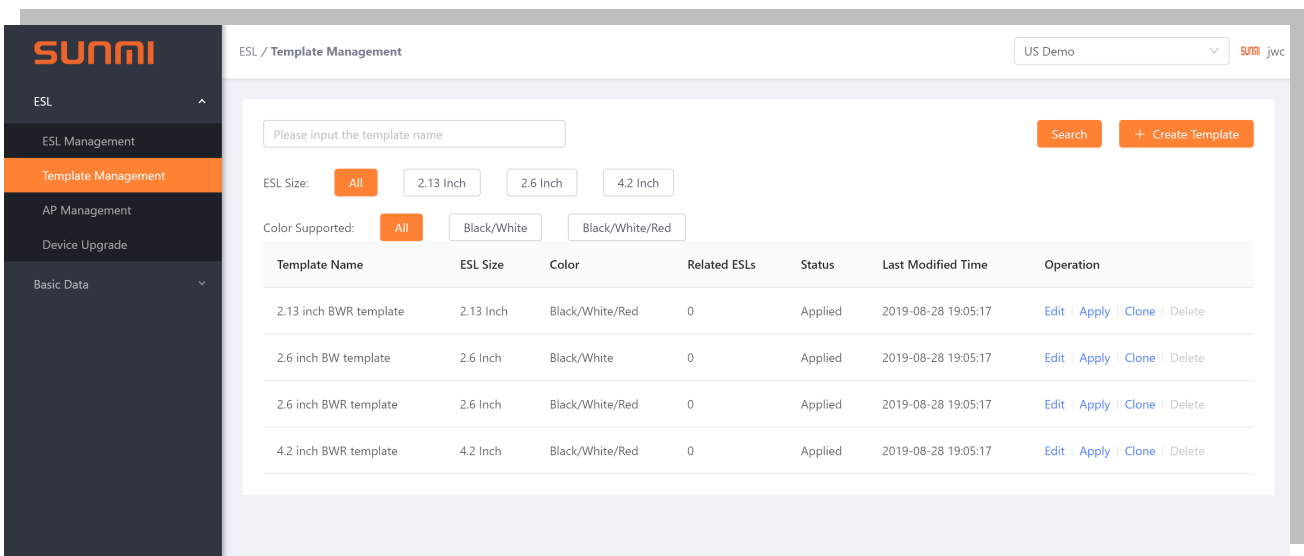 SUNMI
ESL / Template Management
US Demo
SUNMI jwc
ESL
ESL Management
Template Management
AP Management
Device Upgrade
Basic Data
Please input the template name
Search
+ Create Template
ESL Size: All 2.13 Inch 2.6 Inch 4.2 Inch
Color Supported: All Black/White Black/White/Red
Template Name ESL Size Color Related ESLs Status Last Modified Time Operation
2.13 inch BWR template 2.13 Inch Black/White/Red 0 Applied 2019-08-28 19:05:17 Edit Apply Clone Delete
2.6 inch BW template 2.6 Inch Black/White 0 Applied 2019-08-28 19:05:17 Edit Apply Clone Delete
2.6 inch BWR template 2.6 Inch Black/White/Red 0 Applied 2019-08-28 19:05:17 Edit Apply Clone Delete
4.2 inch BWR template 4.2 Inch Black/White/Red 0 Applied 2019-08-28 19:05:17 Edit Apply Clone Delete